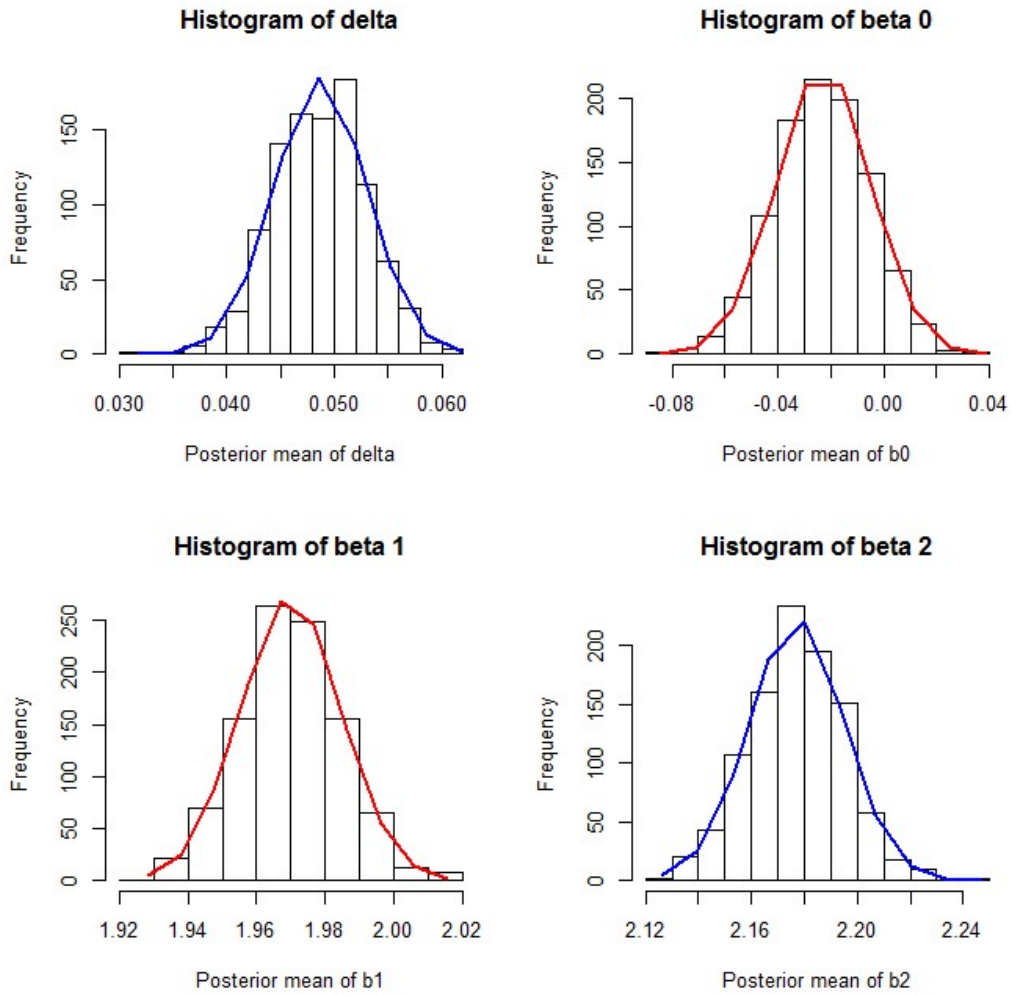 Histogram of delta
Frequency
0 50 100 150
0.030 0.040 0.050 0.060
Posterior mean of delta
Histogram of beta 0
Frequency
0 50 100 150 200
-0.08 -0.04 0.00 0.04
Posterior mean of b0
Histogram of beta 1
Frequency
0 50 100 150 200 250
1.92 1.94 1.96 1.98 2.00 2.02
Posterior mean of b1
Histogram of beta 2
Frequency
0 50 100 150 200
2.12 2.16 2.20 2.24
Posterior mean of b2